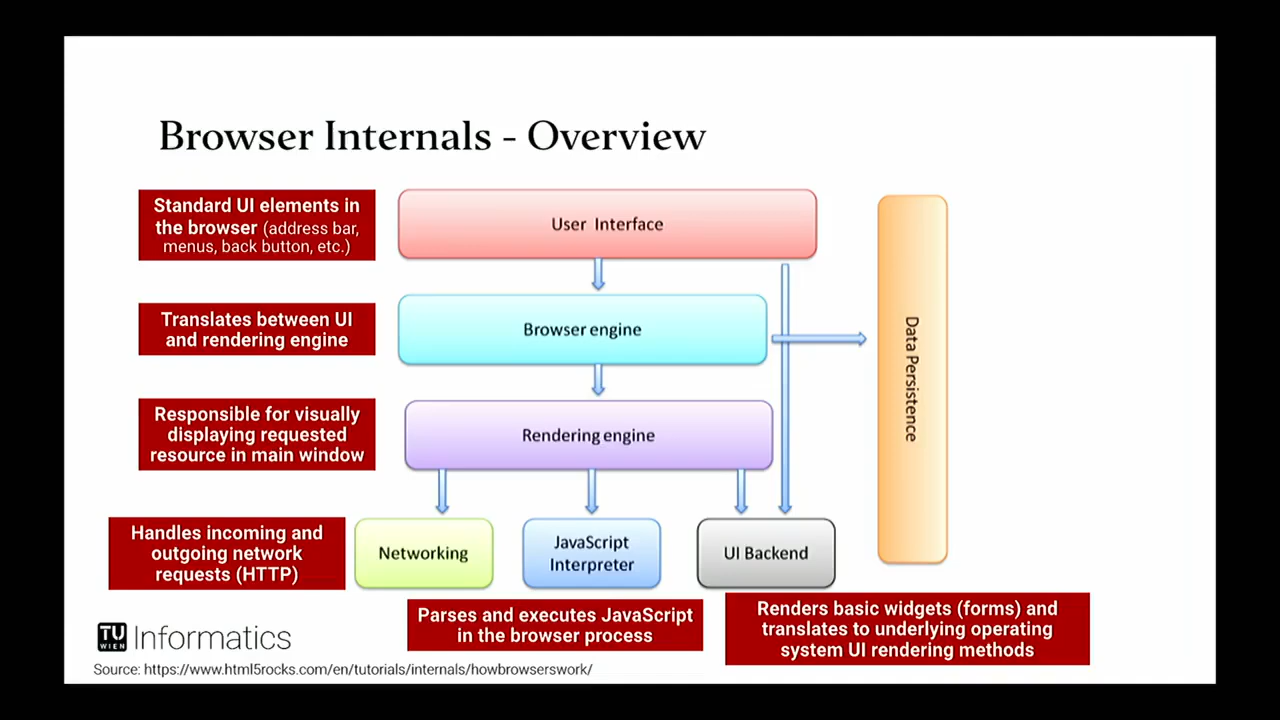 Browser Internals - Overview
Standard UI elements in
the browser (address bar,
menus, back button, etc.)
User Interface
Translates between UI
and rendering engine
Browser engine
Data Persistence
Responsible for visually
displaying requested
resource in main window
Rendering engine
Handles incoming and
outgoing network
requests (HTTP)
Networking
JavaScript
Interpreter
UI Backend
Parses and executes JavaScript
in the browser process
Renders basic widgets (forms) and
translates to underlying operating
system UI rendering methods
TU
WIEN
Informatics
Source: https://www.html5rocks.com/en/tutorials/internals/howbrowserswork/